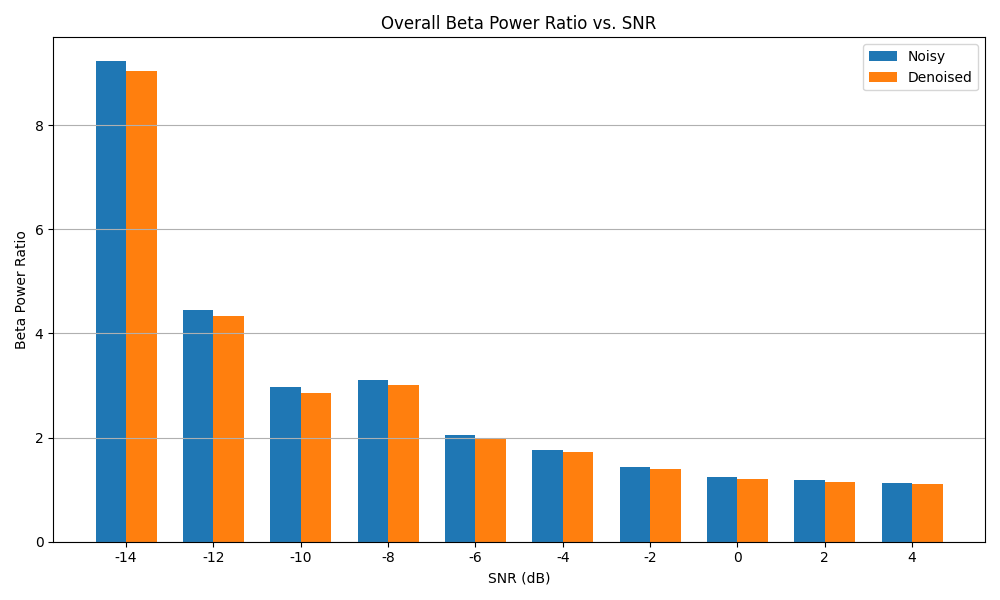 Overall Beta Power Ratio vs. SNR
Noisy
Denoised
Beta Power Ratio
8
6
4
2
0
-14 -12 -10 -8 -6 -4 -2 0 2 4
SNR (dB)